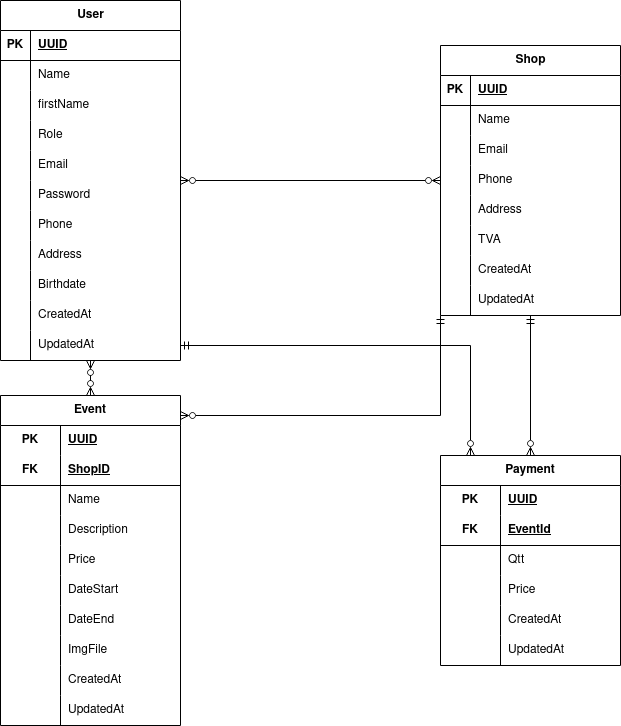 User
PK UUID
Name
firstName
Role
Email
Password
Phone
Address
Birthdate
CreatedAt
UpdatedAt
Shop
PK UUID
Name
Email
Phone
Address
TVA
CreatedAt
UpdatedAt
Event
PK UUID
FK ShopID
Name
Description
Price
DateStart
DateEnd
ImgFile
CreatedAt
UpdatedAt
Payment
PK UUID
FK EventId
Qtt
Price
CreatedAt
UpdatedAt